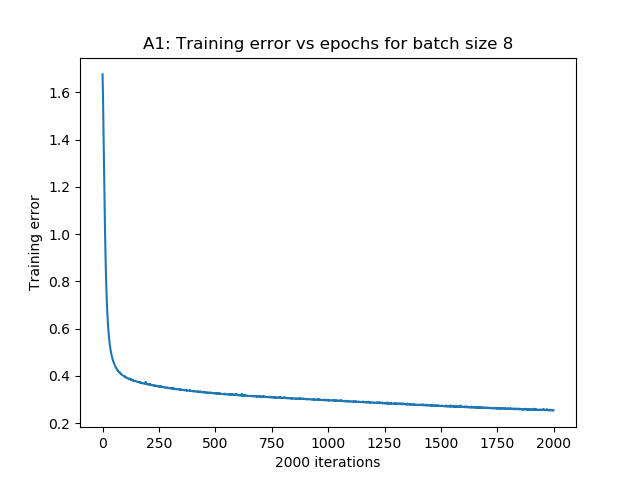 A1: Training error vs epochs for batch size 8
Training error
1.6
1.4
1.2
1.0
0.8
0.6
0.4
0.2
0 250 500 750 1000 1250 1500 1750 2000
2000 iterations